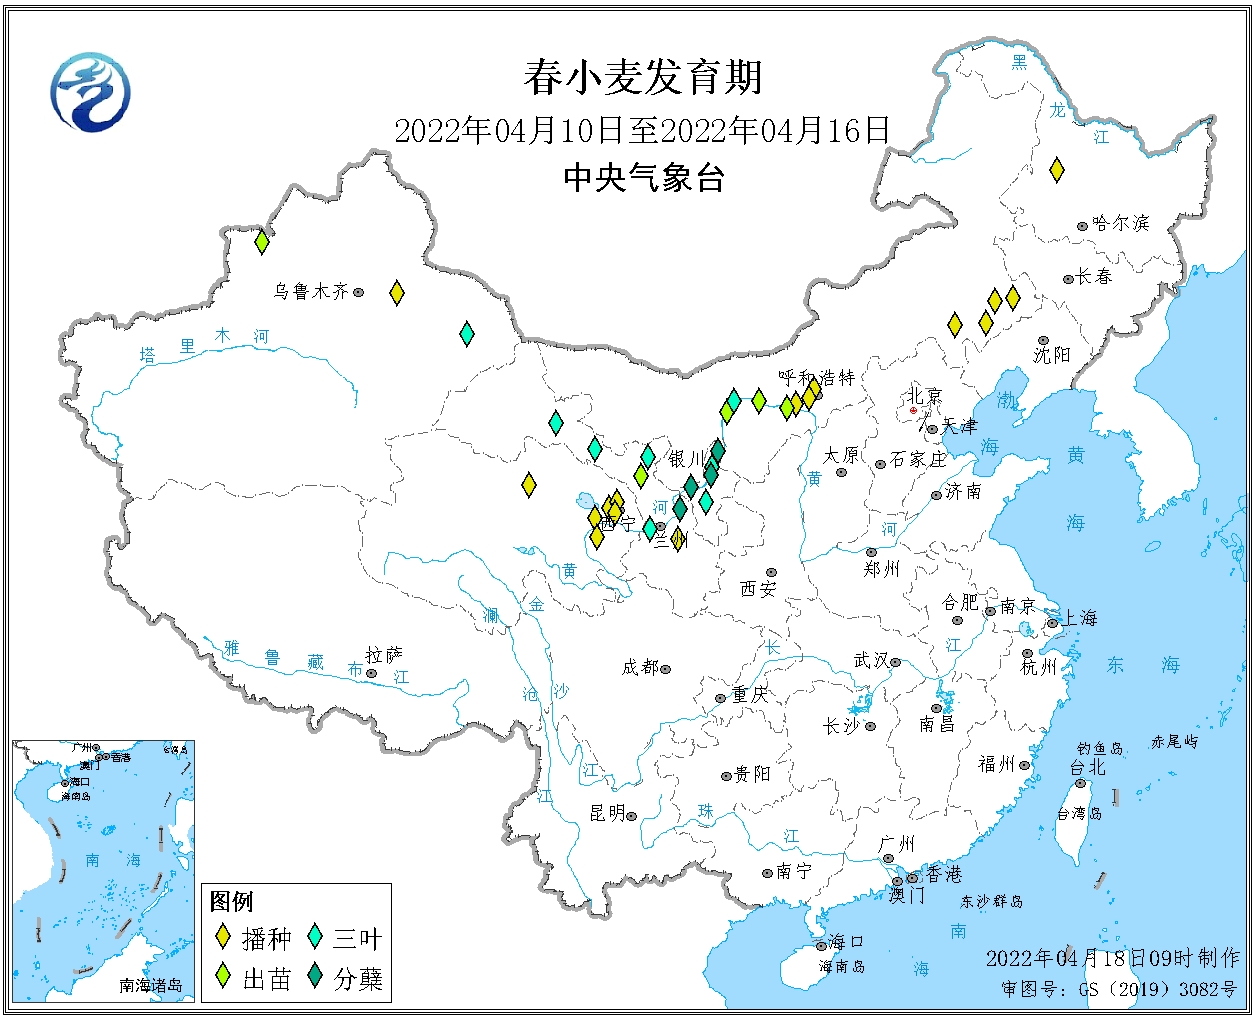 春小麦发育期
2022年04月10日至2022年04月16日
中央气象台
黑
龙
江
哈尔滨
长春
沈阳
乌鲁木齐
塔里木河
呼和浩特
北京
天津
渤
海
黄
海
银川
太原
石家庄
济南
黄
河
西宁
河
兰州
黄
西安
郑州
合肥
南京
上海
杭州
东海
澜
沧
江
金
沙
江
雅鲁藏布江
拉萨
成都
重庆
长
江
武汉
长沙
南昌
福州
钓鱼岛
赤尾屿
台北
台湾岛
贵阳
昆明
珠
江
广州
香港
澳门
南宁
东沙群岛
南
海
海口
海南岛
广州
香港
澳门
海口
海南岛
台湾岛
南海
南海诸岛
图例
播种 三叶
出苗 分蘖
2022年04月18日09时制作
审图号：GS（2019）3082号